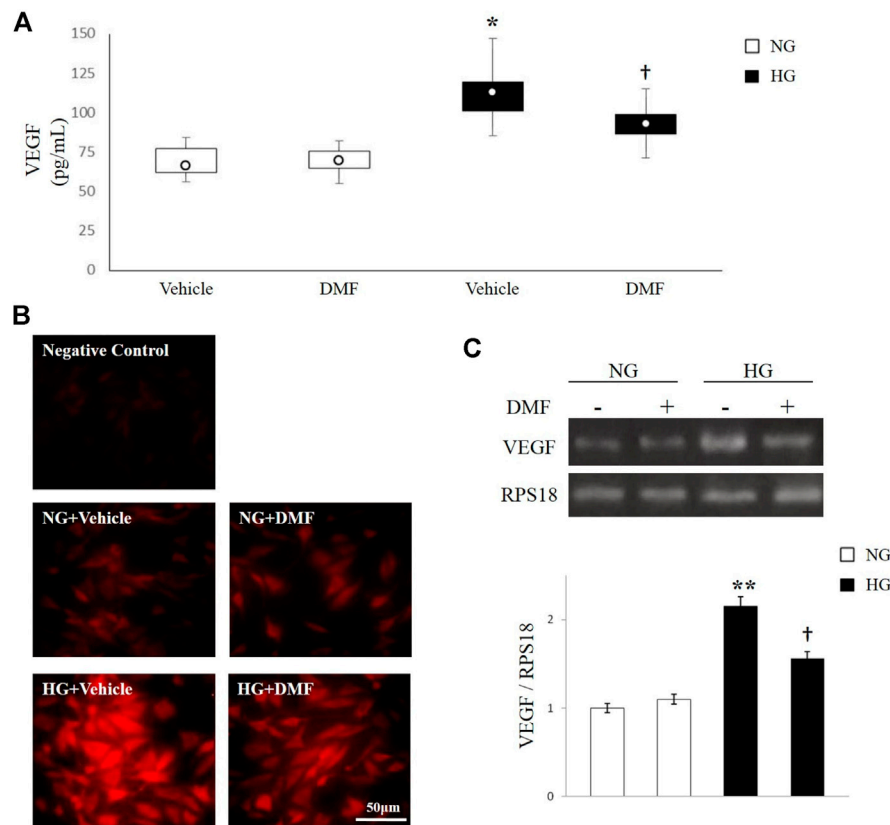 A
150
125
100
75
50
25
0
VEGF
(pg/mL)
*
†
NG
HG
Vehicle
DMF
Vehicle
DMF
B
Negative Control
NG+Vehicle
NG+DMF
HG+Vehicle
HG+DMF
50µm
C
NG
HG
DMF
-
+
-
+
VEGF
RPS18
NG
HG
VEGF / RPS18
2
1
0
**
†